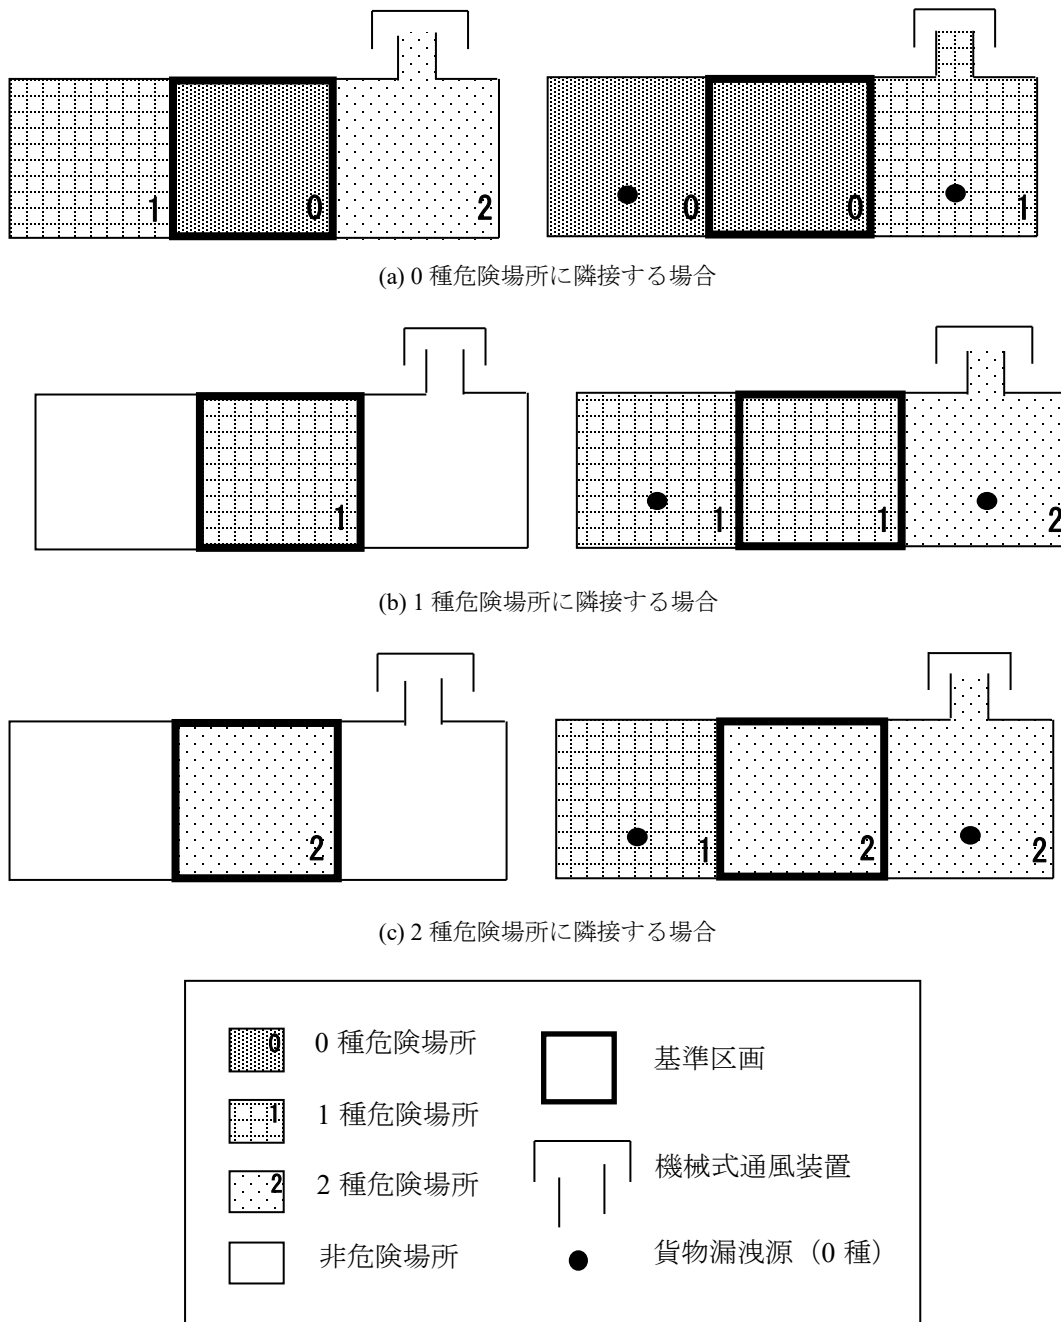 1 0 2 0 0 1
(a) 0 種危険場所に隣接する場合
1 1 1 2
(b) 1 種危険場所に隣接する場合
2 1 2 2
(c) 2 種危険場所に隣接する場合
0 0 種危険場所
基準区画
1 1 種危険場所
機械式通風装置
2 2 種危険場所
非危険場所
貨物漏洩源（0 種）